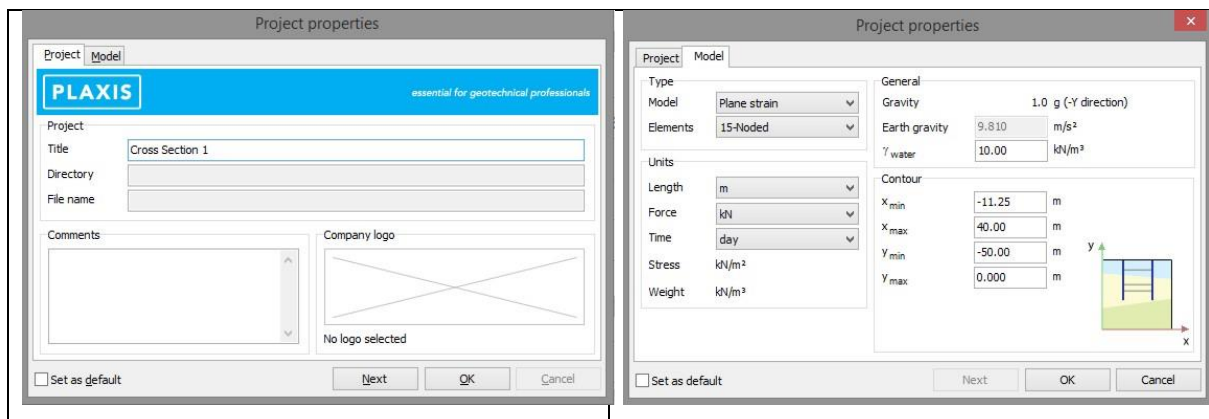 Project properties
Project Model
PLAXIS essential for geotechnical professionals
Project
Title Cross Section 1
Directory
File name
Comments
Company logo
No logo selected
Set as default Next OK Cancel
Project properties
Project Model
Type
Model Plane strain
Elements 15-Noded
Units
Length m
Force kN
Time day
Stress kN/m²
Weight kN/m³
General
Gravity 1.0 g (-Y direction)
Earth gravity 9.810 m/s²
γ water 10.00 kN/m³
Contour
x min -11.25 m
x max 40.00 m
y min -50.00 m
y max 0.000 m
y
x
Set as default Next OK Cancel